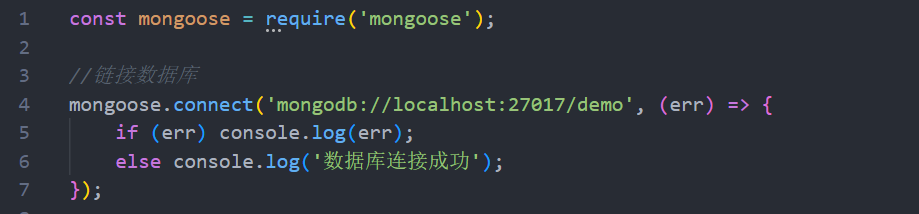 1 const mongoose = require('mongoose');
2
3 //链接数据库
4 mongoose.connect('mongodb://localhost:27017/demo', (err) => {
5     if (err) console.log(err);
6     else console.log('数据库连接成功');
7 });